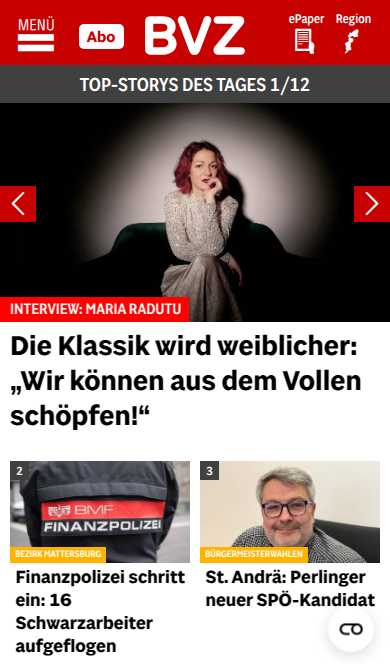 MENÜ
Abo
BVZ
ePaper
Region
TOP-STORYS DES TAGES 1/12
INTERVIEW: MARIA RADUTU
Die Klassik wird weiblicher:
„Wir können aus dem Vollen
schöpfen!“
2
BMF
FINANZPOLIZEI
BEZIRK MATTERSBURG
Finanzpolizei schritt
ein: 16
Schwarzarbeiter
aufgeflogen
3
BÜRGERMEISTERWAHLEN
St. Andrä: Perlinger
neuer SPÖ-Kandidat